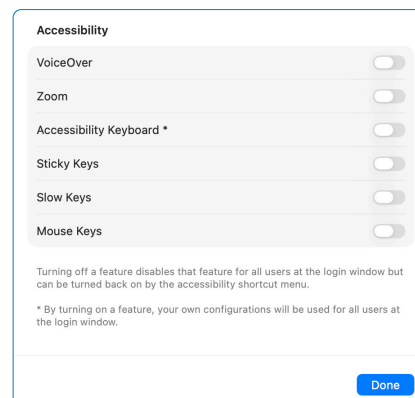 Accessibility
VoiceOver
Zoom
Accessibility Keyboard *
Sticky Keys
Slow Keys
Mouse Keys
Turning off a feature disables that feature for all users at the login window but
can be turned back on by the accessibility shortcut menu.
* By turning on a feature, your own configurations will be used for all users at
the login window.
Done